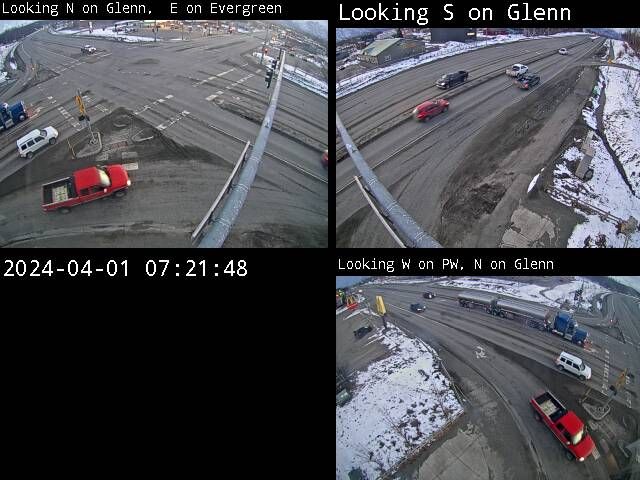 Looking N on Glenn, E on Evergreen
Looking S on Glenn
2024-04-01 07:21:48
Looking W on PW, N on Glenn